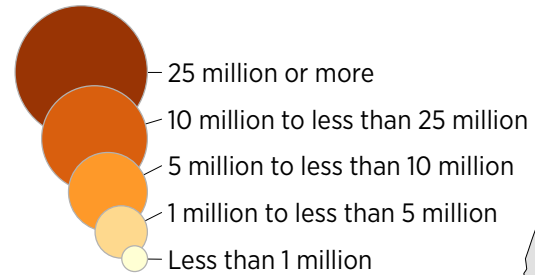 25 million or more
10 million to less than 25 million
5 million to less than 10 million
1 million to less than 5 million
Less than 1 million